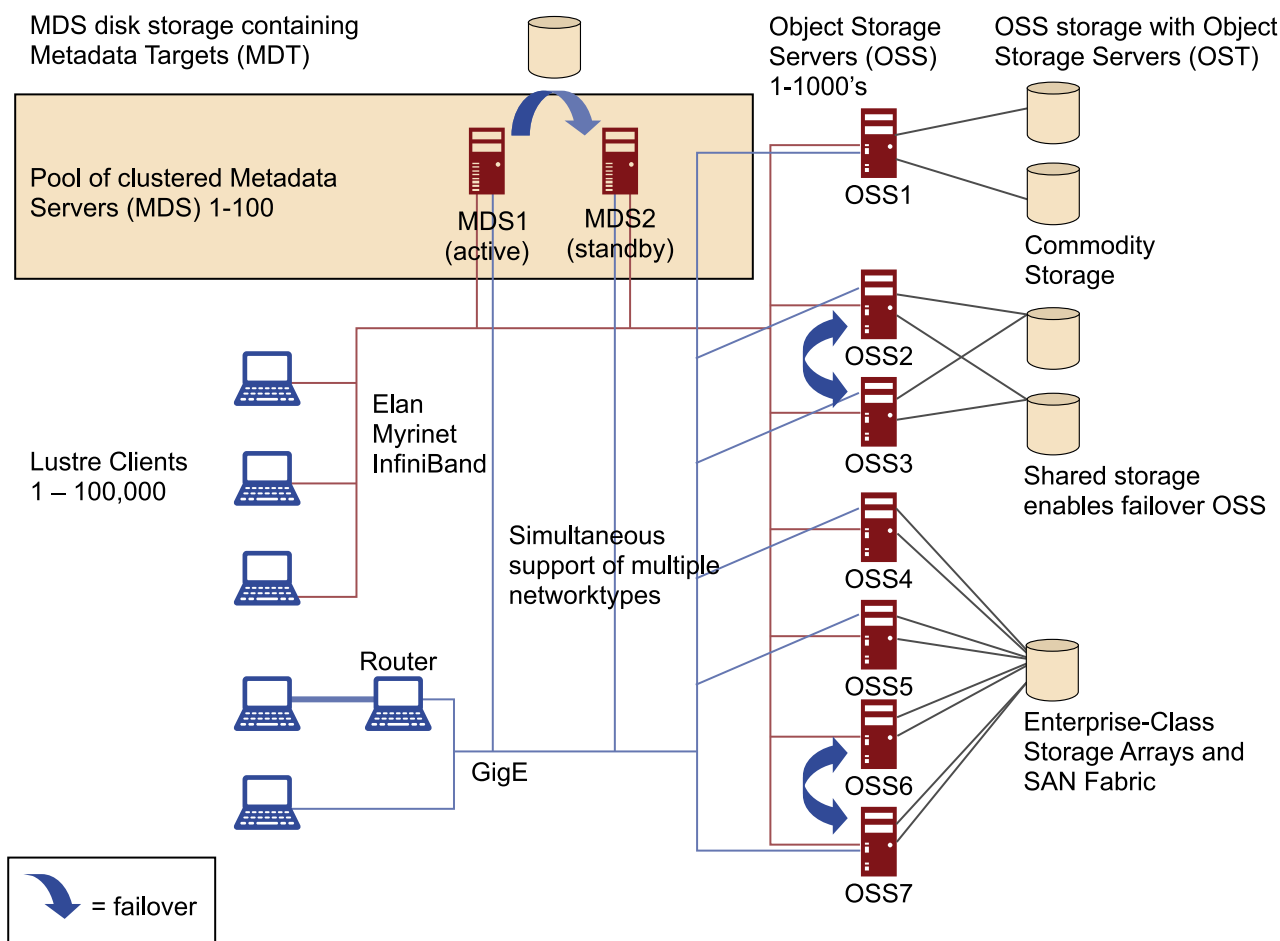 MDS disk storage containing
Metadata Targets (MDT)
Object Storage
Servers (OSS)
1-1000's
OSS storage with Object
Storage Servers (OST)
Pool of clustered Metadata
Servers (MDS) 1-100
MDS1
(active)
MDS2
(standby)
OSS1
Commodity
Storage
OSS2
OSS3
Shared storage
enables failover OSS
Elan
Myrinet
InfiniBand
Lustre Clients
1 – 100,000
Simultaneous
support of multiple
networktypes
OSS4
OSS5
Router
GigE
OSS6
OSS7
Enterprise-Class
Storage Arrays and
SAN Fabric
= failover